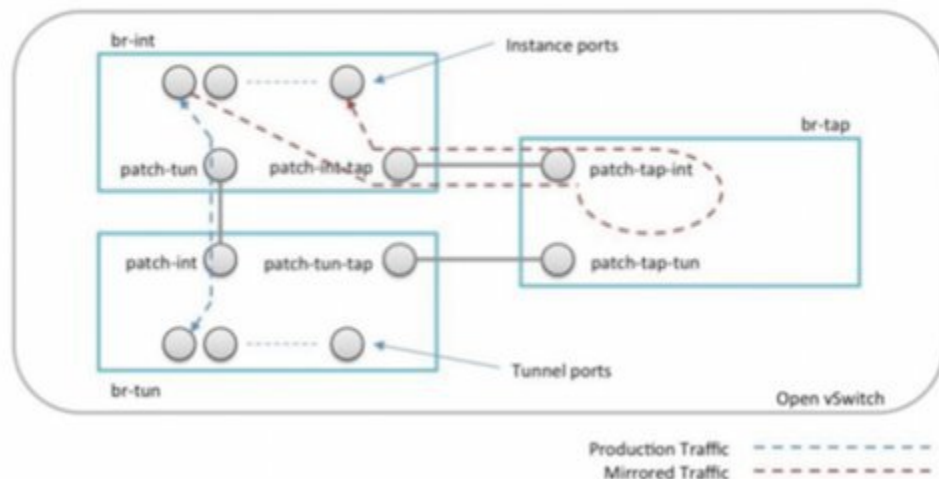 br-int
Instance ports
br-tap
patch-tun
patch-int-tap
patch-tap-int
patch-int
patch-tun-tap
patch-tap-tun
Tunnel ports
br-tun
Open vSwitch
Production Traffic
Mirrored Traffic